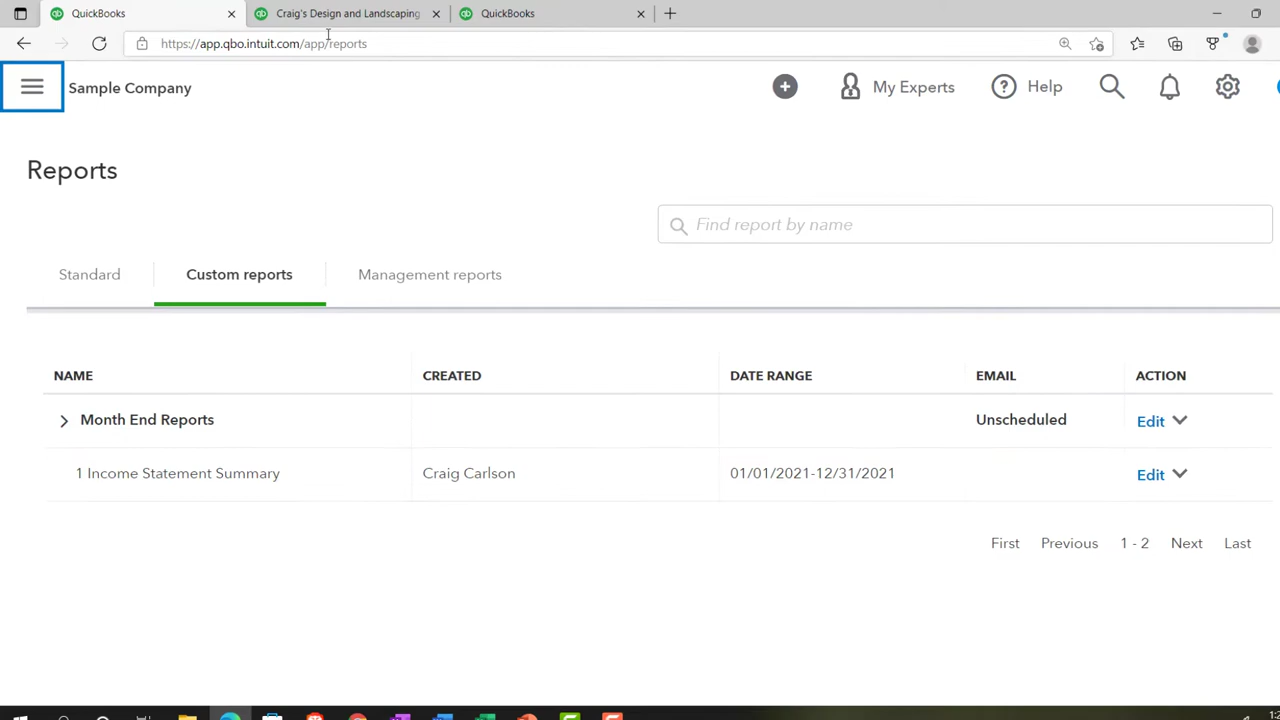 QuickBooks
Craig's Design and Landscaping
QuickBooks
https://app.qbo.intuit.com/app/reports
Sample Company
My Experts
Help
Reports
Find report by name
Standard
Custom reports
Management reports
NAME CREATED DATE RANGE EMAIL ACTION
Month End Reports Unscheduled Edit
1 Income Statement Summary Craig Carlson 01/01/2021-12/31/2021 Edit
First Previous 1 - 2 Next Last